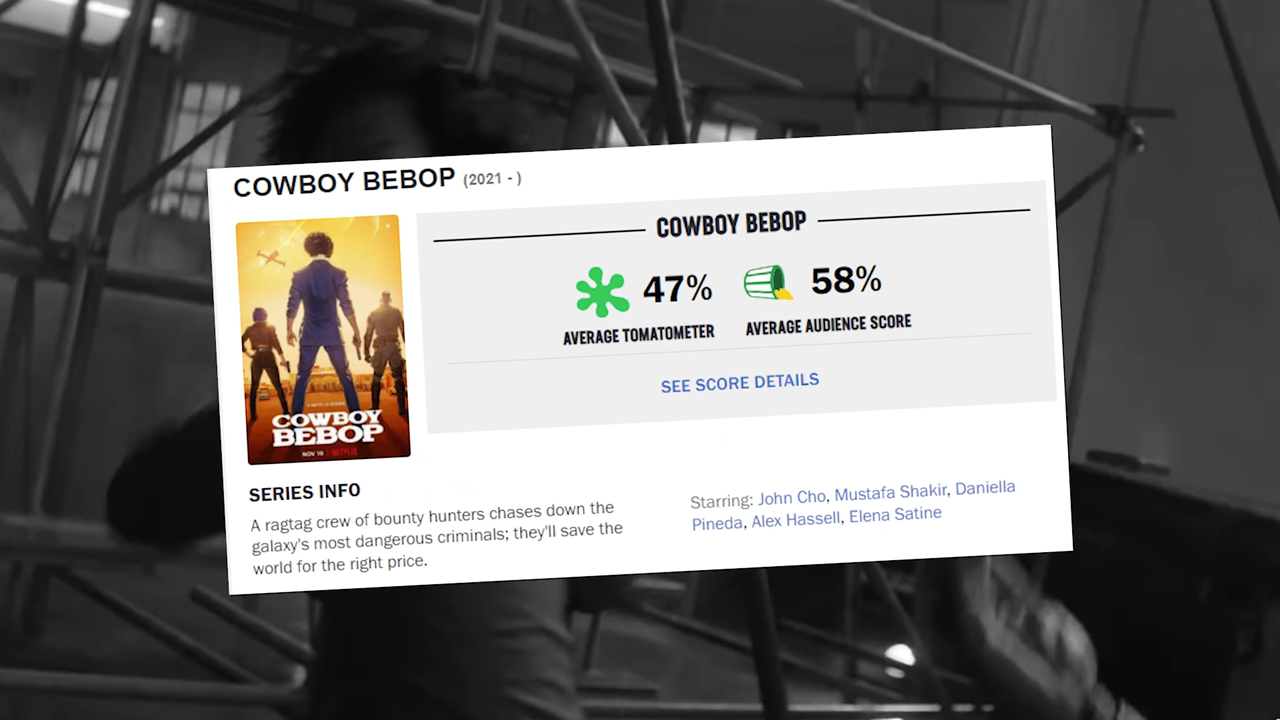 COWBOY BEBOP (2021 - )
COWBOY BEBOP
47% 58%
AVERAGE TOMATOMETER AVERAGE AUDIENCE SCORE
SEE SCORE DETAILS
A NETFLIX SERIES
COWBOY
BEBOP
NOV 19 | NETFLIX
SERIES INFO
A ragtag crew of bounty hunters chases down the
galaxy's most dangerous criminals; they'll save the
world for the right price.
Starring: John Cho, Mustafa Shakir, Daniella
Pineda, Alex Hassell, Elena Satine